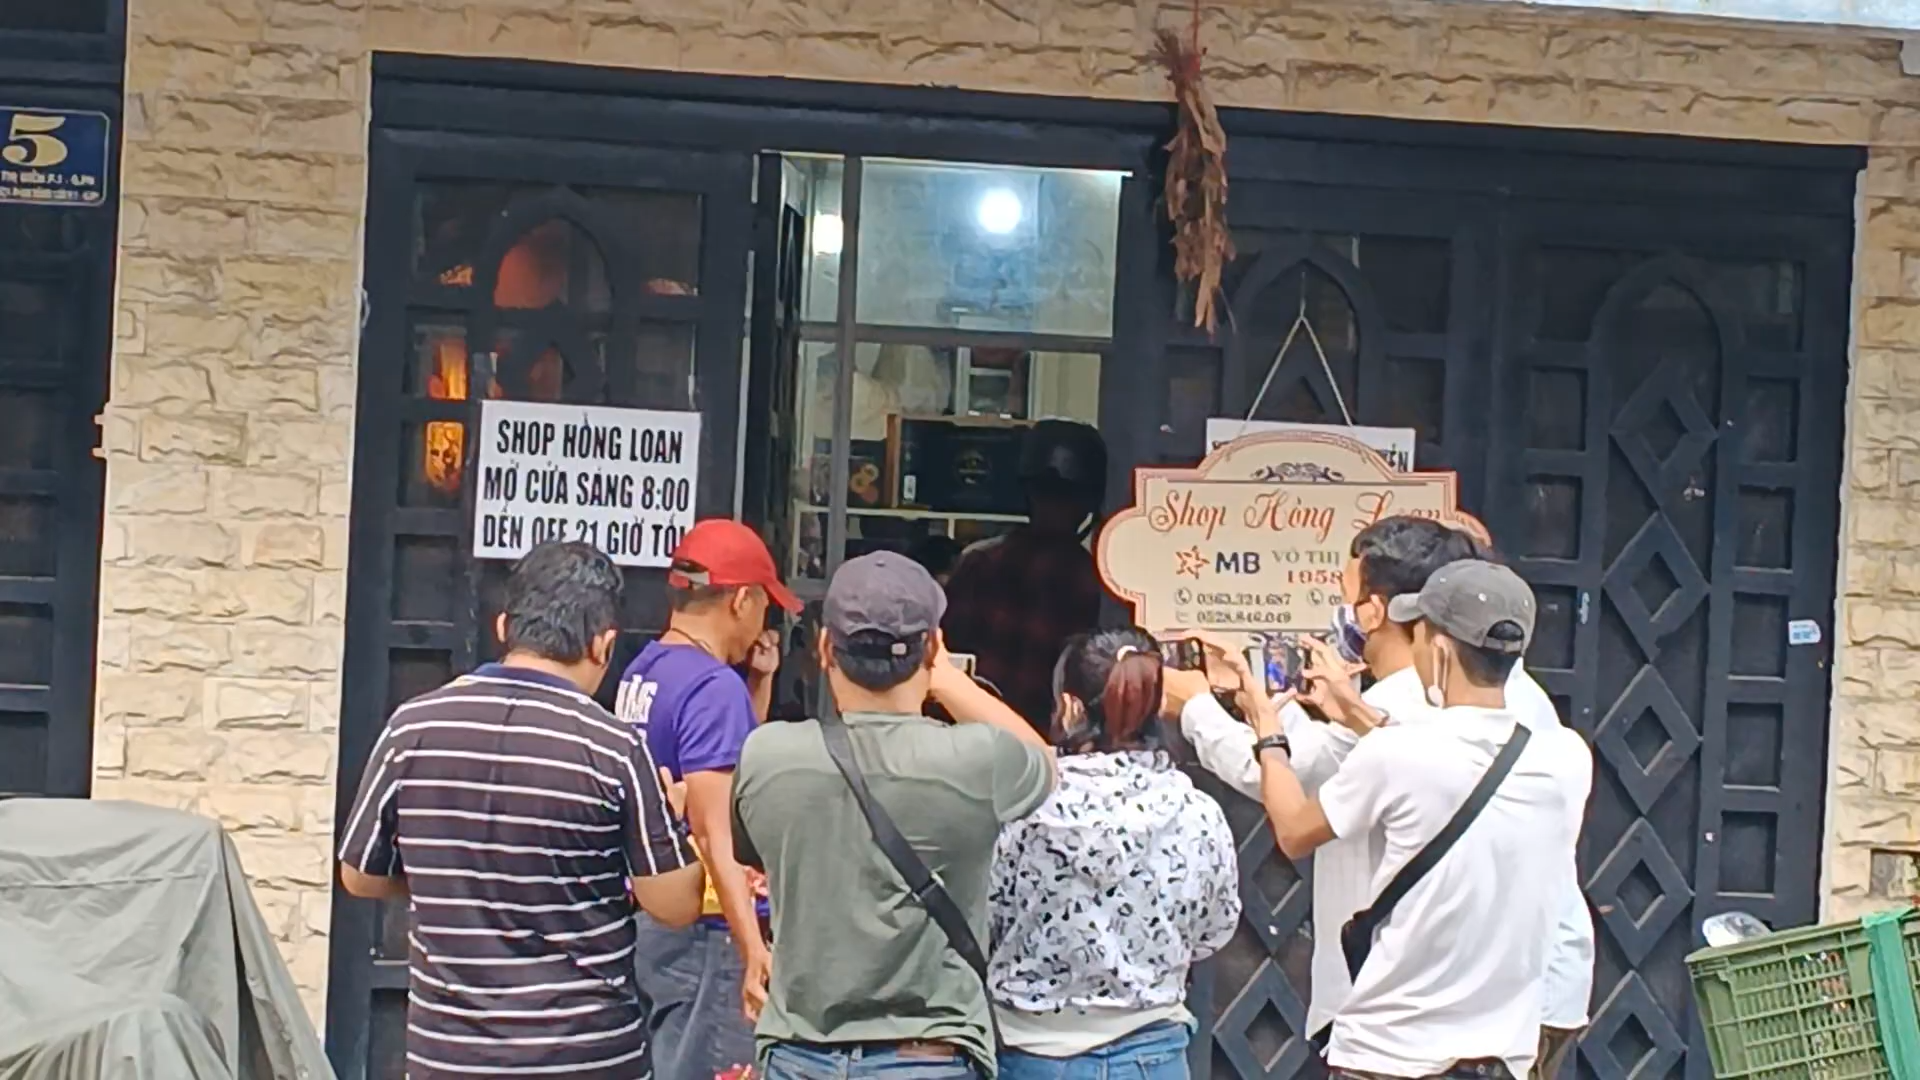 5
SHOP HỒNG LOAN
MỞ CỬA SÁNG 8:00
ĐẾN OFF 21 GIỜ TỐI
Shop Hồng Loan
MB VÕ THỊ
1958
0363.324.687
0528.846.049